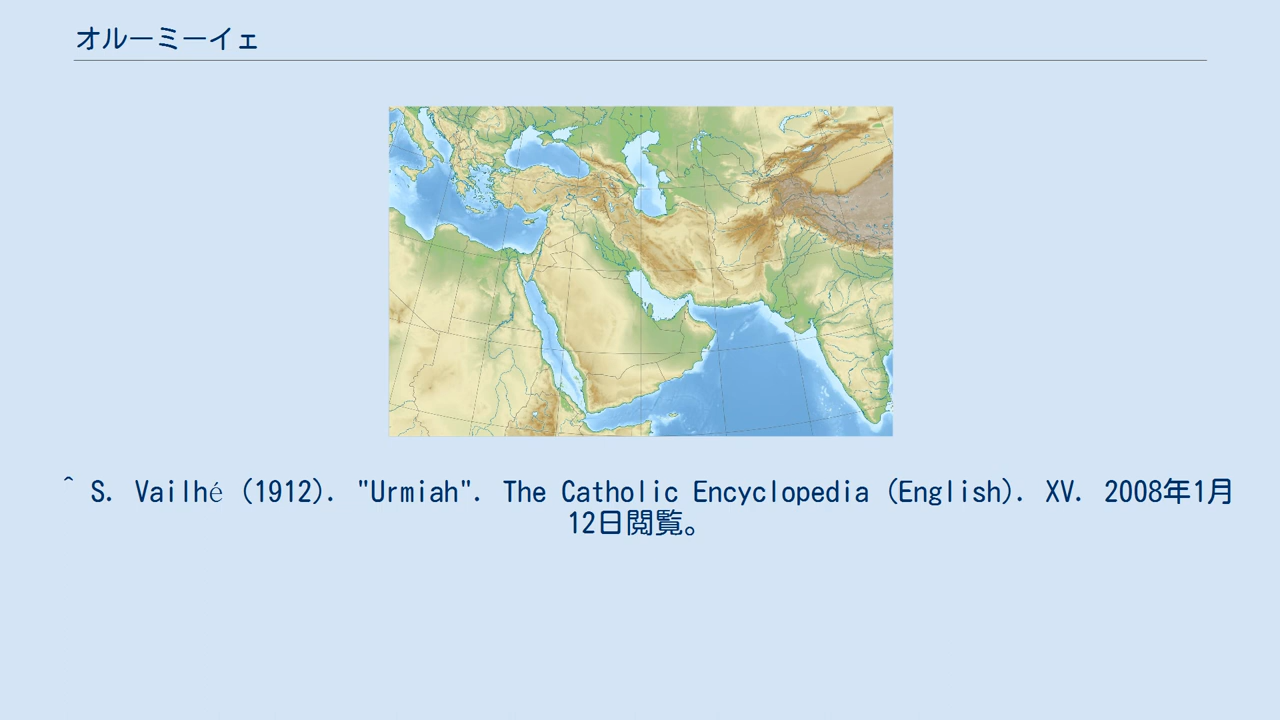 オルーミーイェ
^ S. Vailhé (1912). "Urmiah". The Catholic Encyclopedia (English). XV. 2008年1月
12日閲覧。